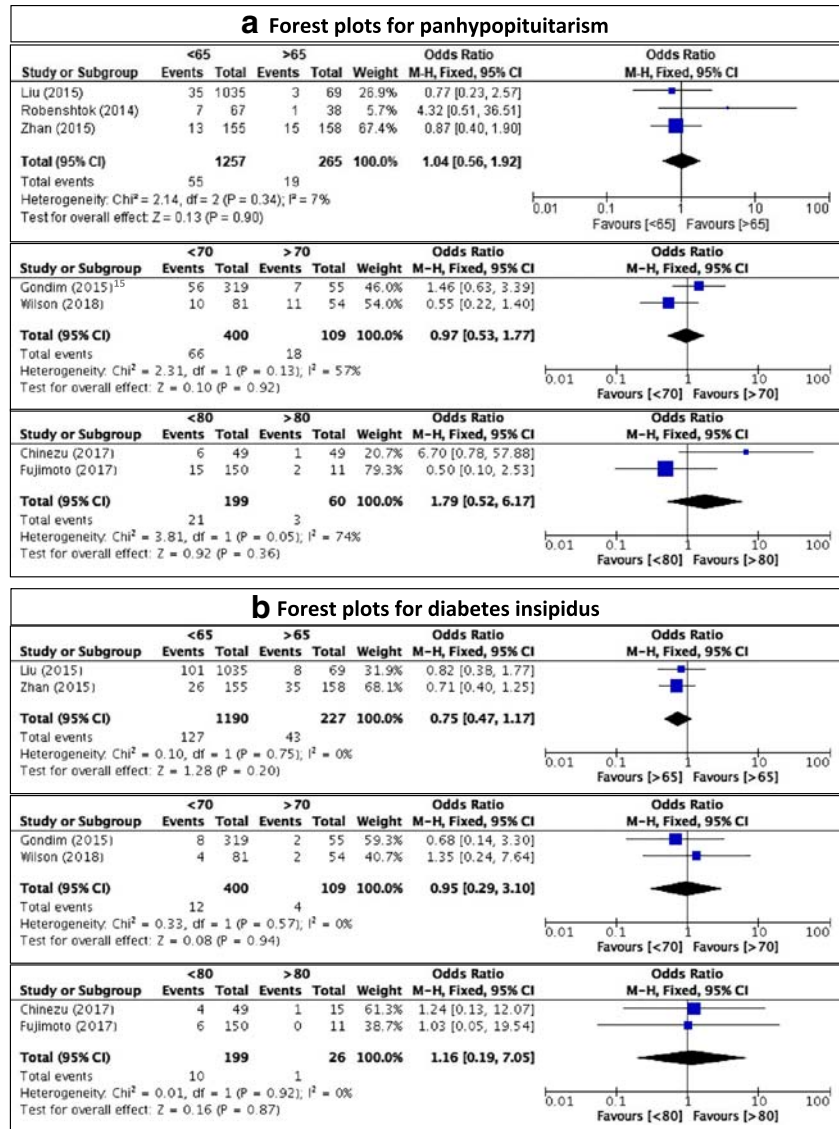 a Forest plots for panhypopituitarism
<65 >65 Odds Ratio Odds Ratio
Study or Subgroup Events Total Events Total Weight M-H, Fixed, 95% CI M-H, Fixed, 95% CI
Liu (2015) 35 1035 3 69 26.9% 0.77 [0.23, 2.57]
Robenshtok (2014) 7 67 1 38 5.7% 4.32 [0.51, 36.51]
Zhan (2015) 13 155 15 158 67.4% 0.87 [0.40, 1.90]
Total (95% CI) 1257 265 100.0% 1.04 [0.56, 1.92]
Total events 55 19
Heterogeneity: Chi² = 2.14, df = 2 (P = 0.34); I² = 7%
Test for overall effect: Z = 0.13 (P = 0.90)
0.01 0.1 1 10 100
Favours [<65] Favours [>65]
<70 >70 Odds Ratio Odds Ratio
Study or Subgroup Events Total Events Total Weight M-H, Fixed, 95% CI M-H, Fixed, 95% CI
Gondim (2015)15 56 319 7 55 46.0% 1.46 [0.63, 3.39]
Wilson (2018) 10 81 11 54 54.0% 0.55 [0.22, 1.40]
Total (95% CI) 400 109 100.0% 0.97 [0.53, 1.77]
Total events 66 18
Heterogeneity: Chi² = 2.31, df = 1 (P = 0.13); I² = 57%
Test for overall effect: Z = 0.10 (P = 0.92)
0.01 0.1 1 10 100
Favours [<70] Favours [>70]
<80 >80 Odds Ratio Odds Ratio
Study or Subgroup Events Total Events Total Weight M-H, Fixed, 95% CI M-H, Fixed, 95% CI
Chinezu (2017) 6 49 1 49 20.7% 6.70 [0.78, 57.88]
Fujimoto (2017) 15 150 2 11 79.3% 0.50 [0.10, 2.53]
Total (95% CI) 199 60 100.0% 1.79 [0.52, 6.17]
Total events 21 3
Heterogeneity: Chi² = 3.81, df = 1 (P = 0.05); I² = 74%
Test for overall effect: Z = 0.92 (P = 0.36)
0.01 0.1 1 10 100
Favours [<80] Favours [>80]
b Forest plots for diabetes insipidus
<65 >65 Odds Ratio Odds Ratio
Study or Subgroup Events Total Events Total Weight M-H, Fixed, 95% CI M-H, Fixed, 95% CI
Liu (2015) 101 1035 8 69 31.9% 0.82 [0.38, 1.77]
Zhan (2015) 26 155 35 158 68.1% 0.71 [0.40, 1.25]
Total (95% CI) 1190 227 100.0% 0.75 [0.47, 1.17]
Total events 127 43
Heterogeneity: Chi² = 0.10, df = 1 (P = 0.75); I² = 0%
Test for overall effect: Z = 1.28 (P = 0.20)
0.01 0.1 1 10 100
Favours [>65] Favours [>65]
<70 >70 Odds Ratio Odds Ratio
Study or Subgroup Events Total Events Total Weight M-H, Fixed, 95% CI M-H, Fixed, 95% CI
Gondim (2015) 8 319 2 55 59.3% 0.68 [0.14, 3.30]
Wilson (2018) 4 81 2 54 40.7% 1.35 [0.24, 7.64]
Total (95% CI) 400 109 100.0% 0.95 [0.29, 3.10]
Total events 12 4
Heterogeneity: Chi² = 0.33, df = 1 (P = 0.57); I² = 0%
Test for overall effect: Z = 0.08 (P = 0.94)
0.01 0.1 1 10 100
Favours [<70] Favours [>70]
<80 >80 Odds Ratio Odds Ratio
Study or Subgroup Events Total Events Total Weight M-H, Fixed, 95% CI M-H, Fixed, 95% CI
Chinezu (2017) 4 49 1 15 61.3% 1.24 [0.13, 12.07]
Fujimoto (2017) 6 150 0 11 38.7% 1.03 [0.05, 19.54]
Total (95% CI) 199 26 100.0% 1.16 [0.19, 7.05]
Total events 10 1
Heterogeneity: Chi² = 0.01, df = 1 (P = 0.92); I² = 0%
Test for overall effect: Z = 0.16 (P = 0.87)
0.01 0.1 1 10 100
Favours [<80] Favours [>80]